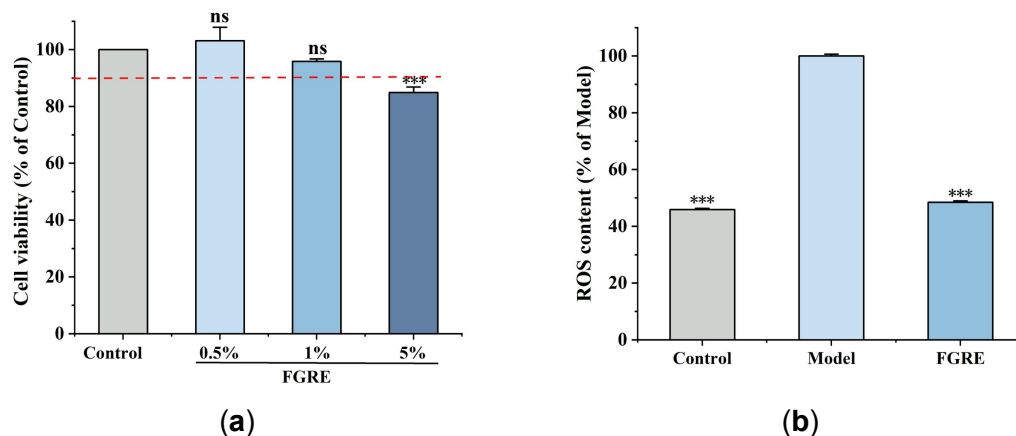 Cell viability (% of Control)
100
80
60
40
20
0
ns
ns
***
Control
0.5%
1%
5%
FGRE
(a)
ROS content (% of Model)
100
80
60
40
20
0
***
***
Control
Model
FGRE
(b)